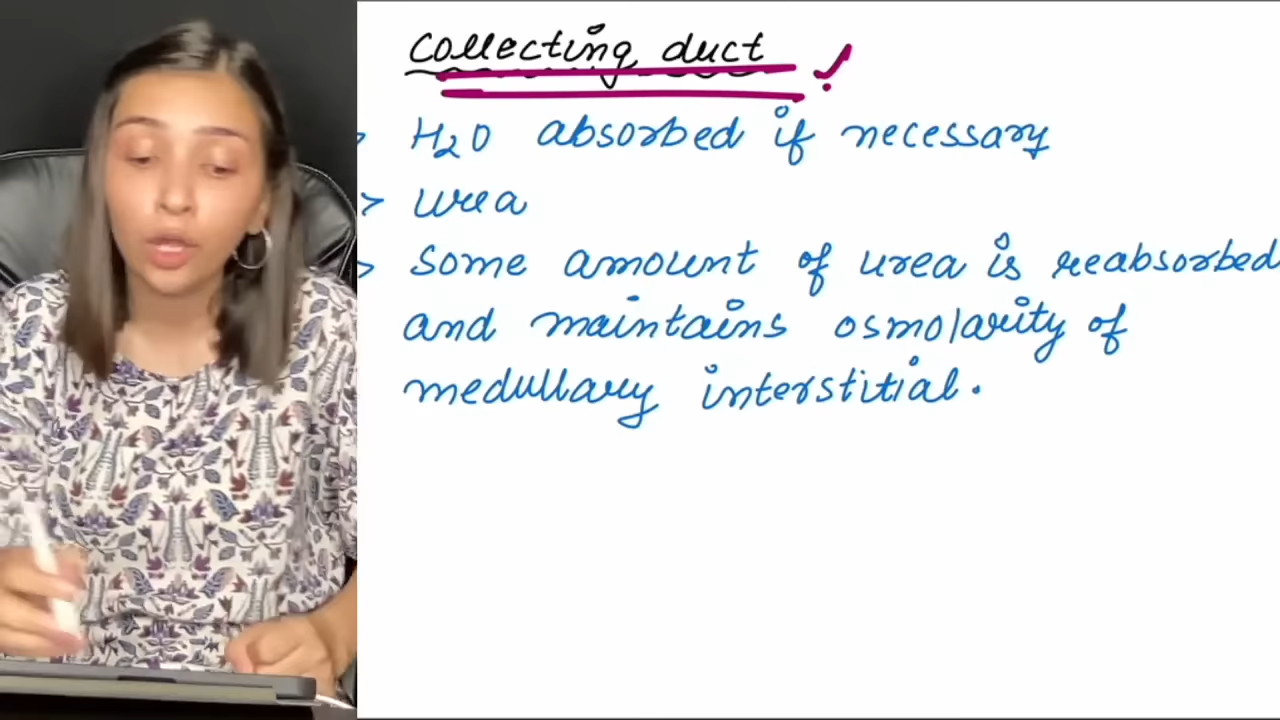 Collecting duct
> H2O absorbed if necessary
> urea
> Some amount of urea is reabsorbed
and maintains osmolarity of
medullary interstitial.